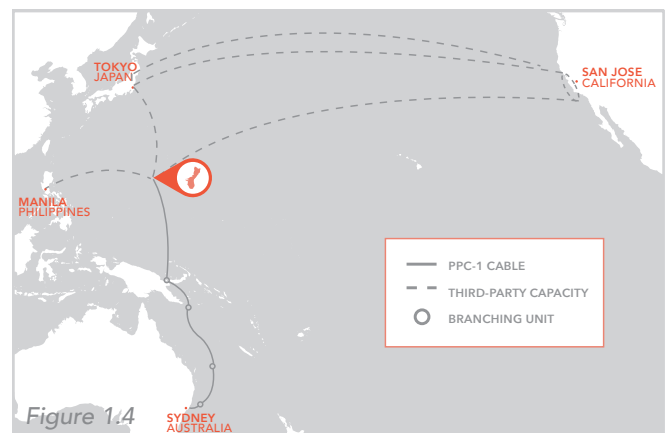 TOKYO
JAPAN
SAN JOSE
CALIFORNIA
MANILA
PHILIPPINES
PPC-1 CABLE
THIRD-PARTY CAPACITY
BRANCHING UNIT
Figure 1.4
SYDNEY
AUSTRALIA